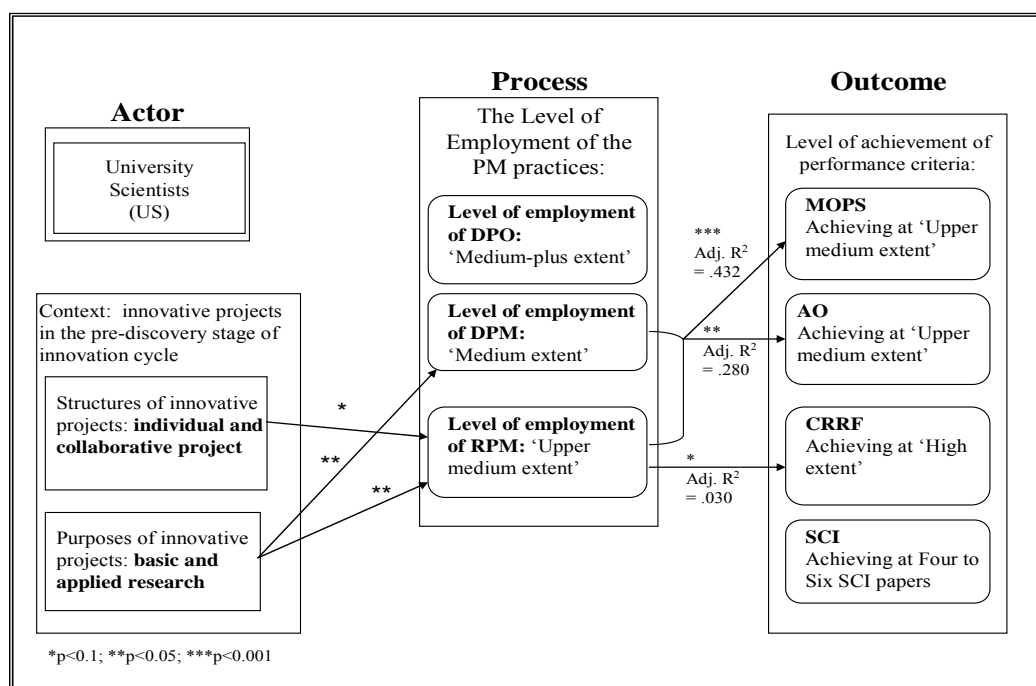 Actor
University
Scientists
(US)
Context: innovative projects
in the pre-discovery stage of
innovation cycle
Structures of innovative
projects: individual and
collaborative project
Purposes of innovative
projects: basic and
applied research
*p<0.1; **p<0.05; ***p<0.001
*
**
**
Process
The Level of
Employment of the
PM practices:
Level of employment
of DPO:
‘Medium-plus extent’
Level of employment
of DPM:
‘Medium extent’
Level of employment
of RPM: ‘Upper
medium extent’
***
Adj. R2
= .432
**
Adj. R2
= .280
*
Adj. R2
= .030
Outcome
Level of achievement of
performance criteria:
MOPS
Achieving at ‘Upper
medium extent’
AO
Achieving at ‘Upper
medium extent’
CRRF
Achieving at ‘High
extent’
SCI
Achieving at Four to
Six SCI papers